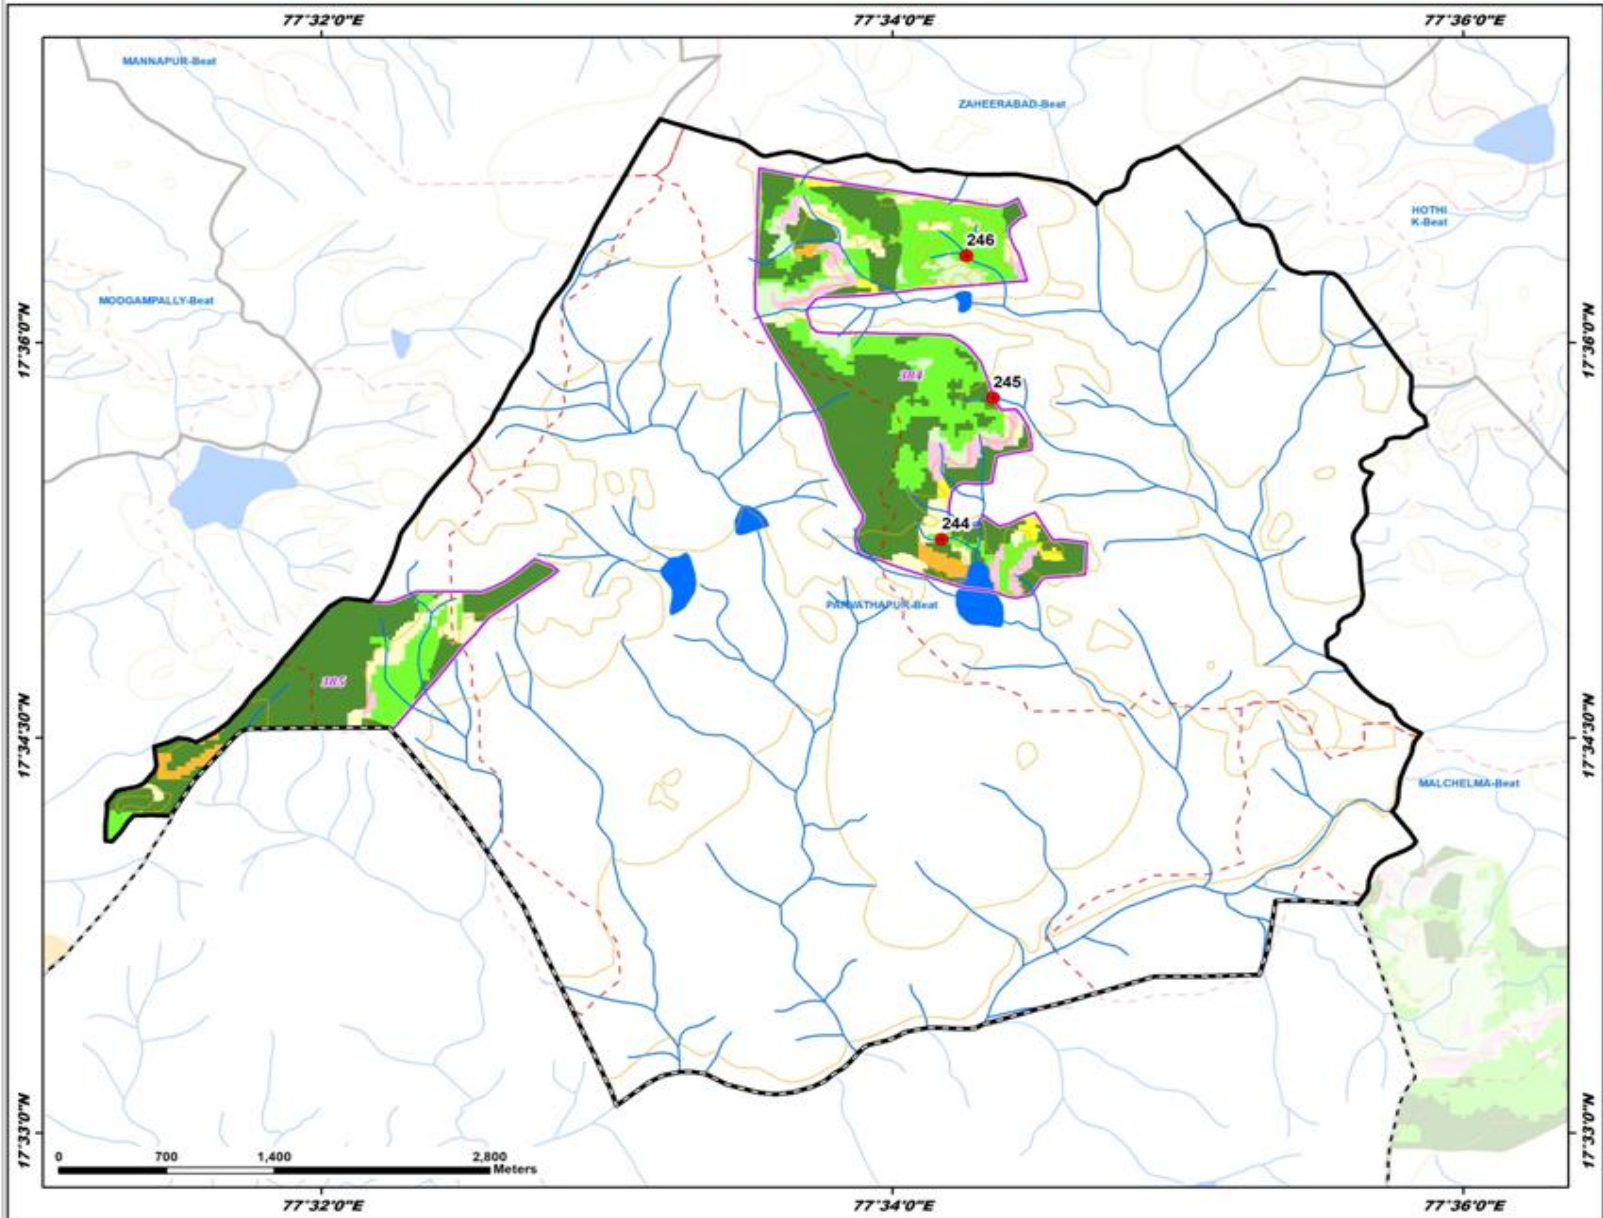 77°32'0"E
77°34'0"E
77°36'0"E
MANNAPUR-Beat
ZAHEERABAD-Beat
HOTHI
K-Beat
246
MODGAMPALLY-Beat
17°36'0"N
17°36'0"N
384
245
244
PARVATHAPUR-Beat
385
17°34'30"N
17°34'30"N
MALCHELMA-Beat
17°33'0"N
17°33'0"N
0 700 1,400 2,800
Meters
77°32'0"E
77°34'0"E
77°36'0"E